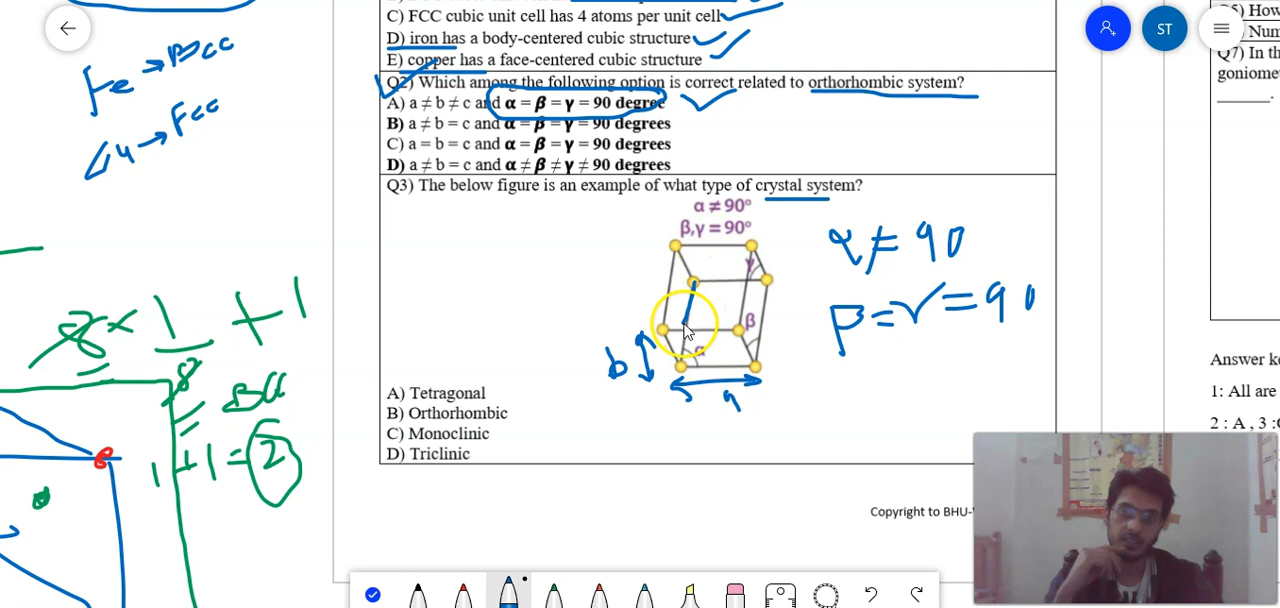 C) FCC cubic unit cell has 4 atoms per unit cell
D) iron has a body-centered cubic structure
E) copper has a face-centered cubic structure
Q2) Which among the following option is correct related to orthorhombic system?
A) a ≠ b ≠ c and α = β = γ = 90 degree
B) a ≠ b = c and α = β = γ = 90 degrees
C) a = b = c and α = β = γ = 90 degrees
D) a ≠ b = c and α ≠ β ≠ γ ≠ 90 degrees
Q3) The below figure is an example of what type of crystal system?
α ≠ 90°
β,γ = 90°
γ
β
α
A) Tetragonal
B) Orthorhombic
C) Monoclinic
D) Triclinic
Copyright to BHU-
Fe → BCC
Cu → FCC
8 × 1/8 + 1
BCC
1 + 1 = 2
α ≠ 90
β = γ = 90
b
a
ST
How
Num
Q7) In th
goniome
Answer k
1: All are
2 : A , 3 :